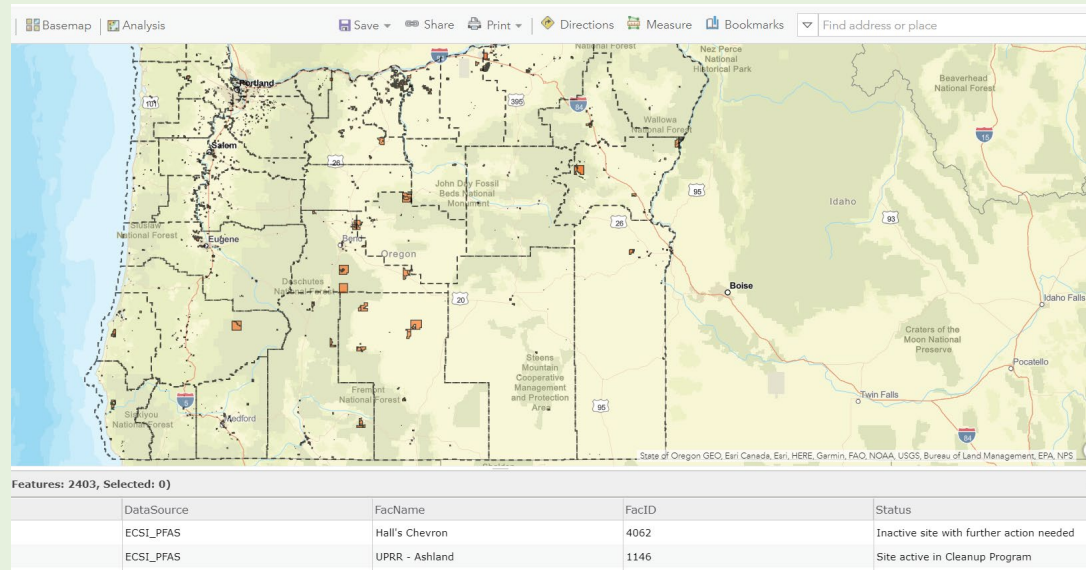 Basemap Analysis Save Share Print Directions Measure Bookmarks Find address or place
National Forest
Nez Perce
National
Historical Park
Beaverhead
National Forest
Portland
101
395
84
Wallowa
National Forest
15
Salem
26
John Day Fossil
Beds National
Monument
95
Idaho
93
Siuslaw
National Forest
Eugene
Bend
Oregon
26
Deschutes
National Forest
20
Boise
Idaho Falls
Craters of the
Moon National
Preserve
Pocatello
Steens
Mountain
Cooperative
Management
and Protection
Area
Fremont
National Forest
95
Twin Falls
5
Siskiyou
National Forest
Medford
84
State of Oregon GEO, Esri Canada, Esri, HERE, Garmin, FAO, NOAA, USGS, Bureau of Land Management, EPA, NPS
Features: 2403, Selected: 0)
DataSource FacName FacID Status
ECSI_PFAS Hall's Chevron 4062 Inactive site with further action needed
ECSI_PFAS UPRR - Ashland 1146 Site active in Cleanup Program